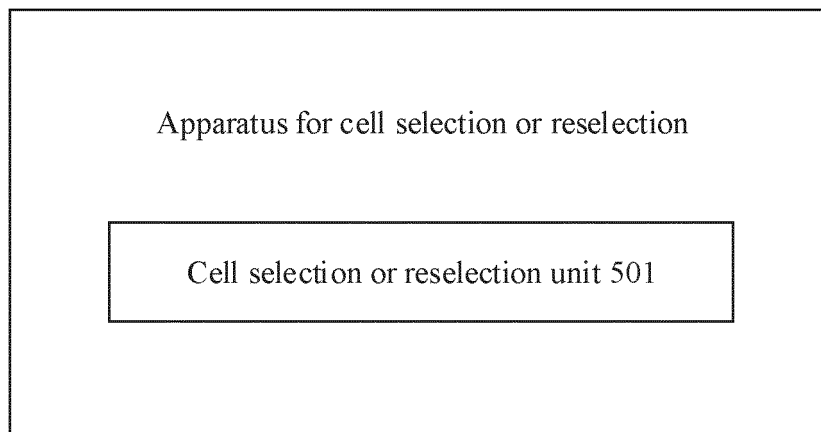 Apparatus for cell selection or reselection
Cell selection or reselection unit 501